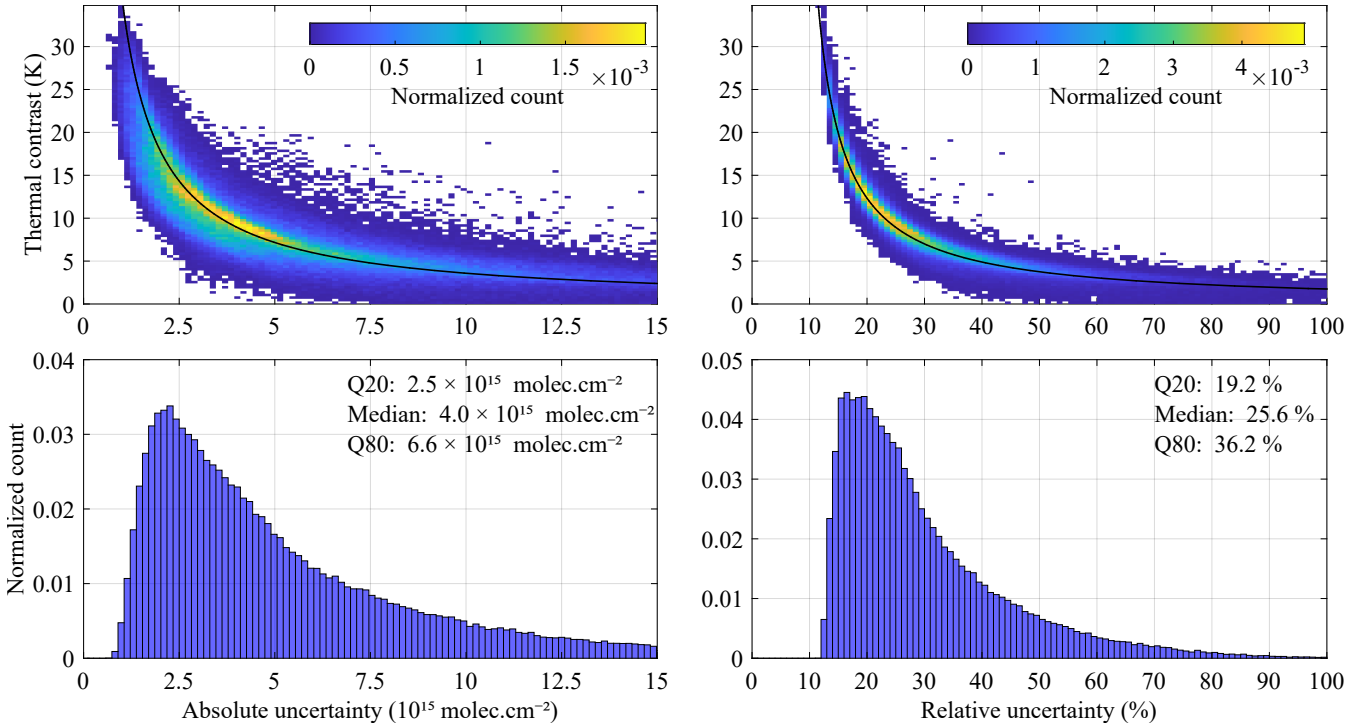 30
25
20
15
10
5
0
Thermal contrast (K)
0 0.5 1 1.5
×10⁻³
Normalized count
0 2.5 5 7.5 10 12.5 15
30
25
20
15
10
5
0
0 1 2 3 4
×10⁻³
Normalized count
0 10 20 30 40 50 60 70 80 90 100
0.04
0.03
0.02
0.01
0
Normalized count
Q20: 2.5 × 10¹⁵ molec.cm⁻²
Median: 4.0 × 10¹⁵ molec.cm⁻²
Q80: 6.6 × 10¹⁵ molec.cm⁻²
0 2.5 5 7.5 10 12.5 15
Absolute uncertainty (10¹⁵ molec.cm⁻²)
0.05
0.04
0.03
0.02
0.01
0
Q20: 19.2 %
Median: 25.6 %
Q80: 36.2 %
0 10 20 30 40 50 60 70 80 90 100
Relative uncertainty (%)